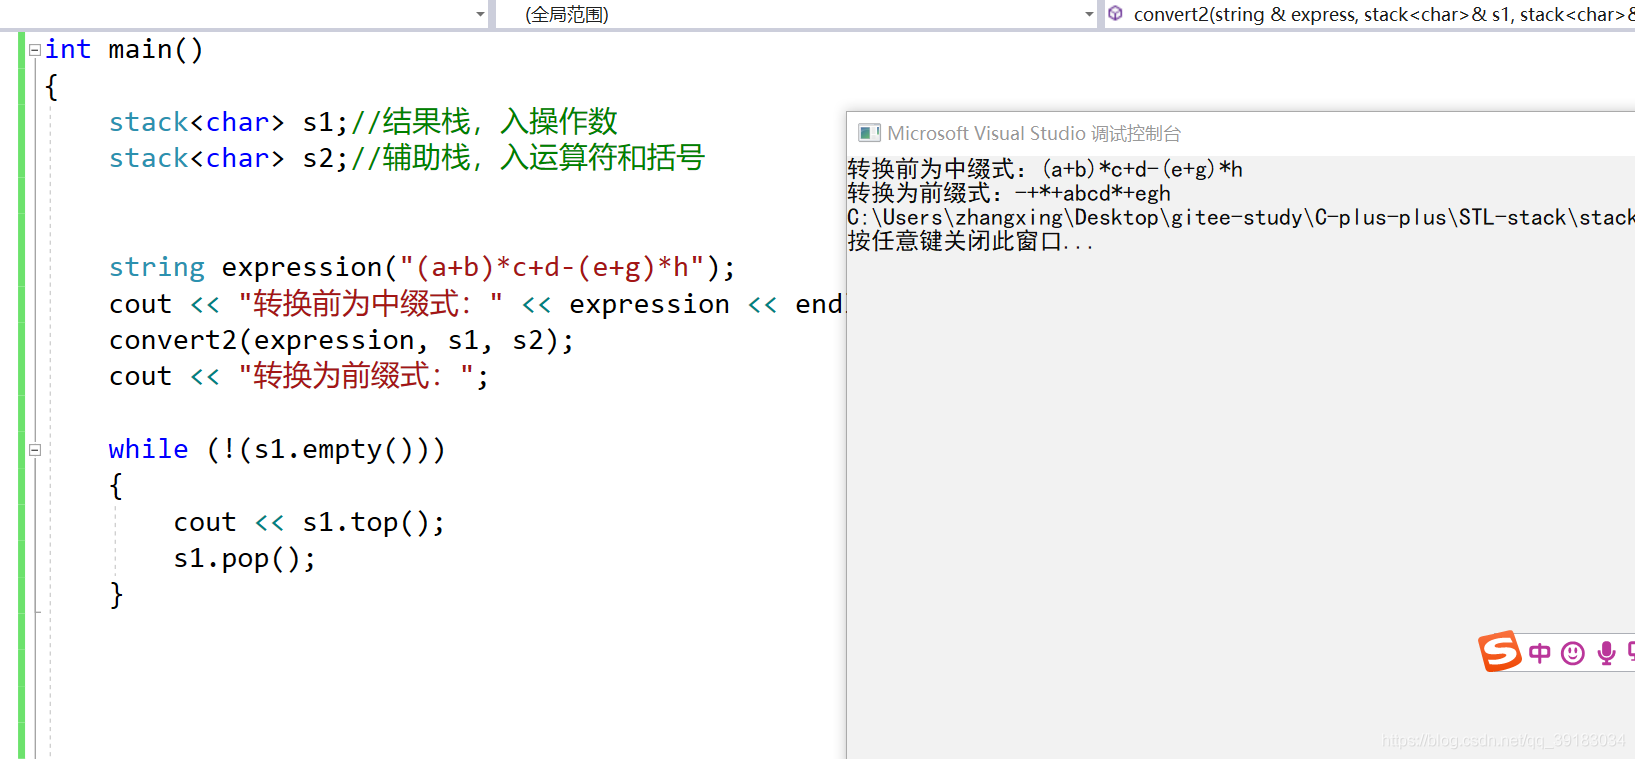 (全局范围)
convert2(string & express, stack<char>& s1, stack<char>&
int main()
{
stack<char> s1;//结果栈，入操作数
stack<char> s2;//辅助栈，入运算符和括号
string expression("(a+b)*c+d-(e+g)*h");
cout << "转换前为中缀式：" << expression << end
convert2(expression, s1, s2);
cout << "转换为前缀式：";
while (!(s1.empty()))
{
cout << s1.top();
s1.pop();
}
Microsoft Visual Studio 调试控制台
转换前为中缀式：(a+b)*c+d-(e+g)*h
转换为前缀式：-+*+abcd*+egh
C:\Users\zhangxing\Desktop\gitee-study\C-plus-plus\STL-stack\stack
按任意键关闭此窗口...
S 中
https://blog.csdn.net/qq_39183034